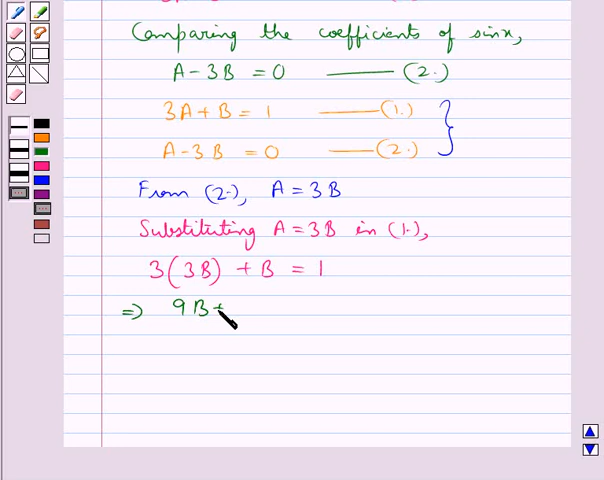 Comparing the coefficients of sinx,
A - 3B = 0 —— (2.)
3A + B = 1 —— (1.)
A - 3B = 0 —— (2.)
From (2.), A = 3B
Substituting A = 3B in (1.),
3(3B) + B = 1
⇒ 9B +